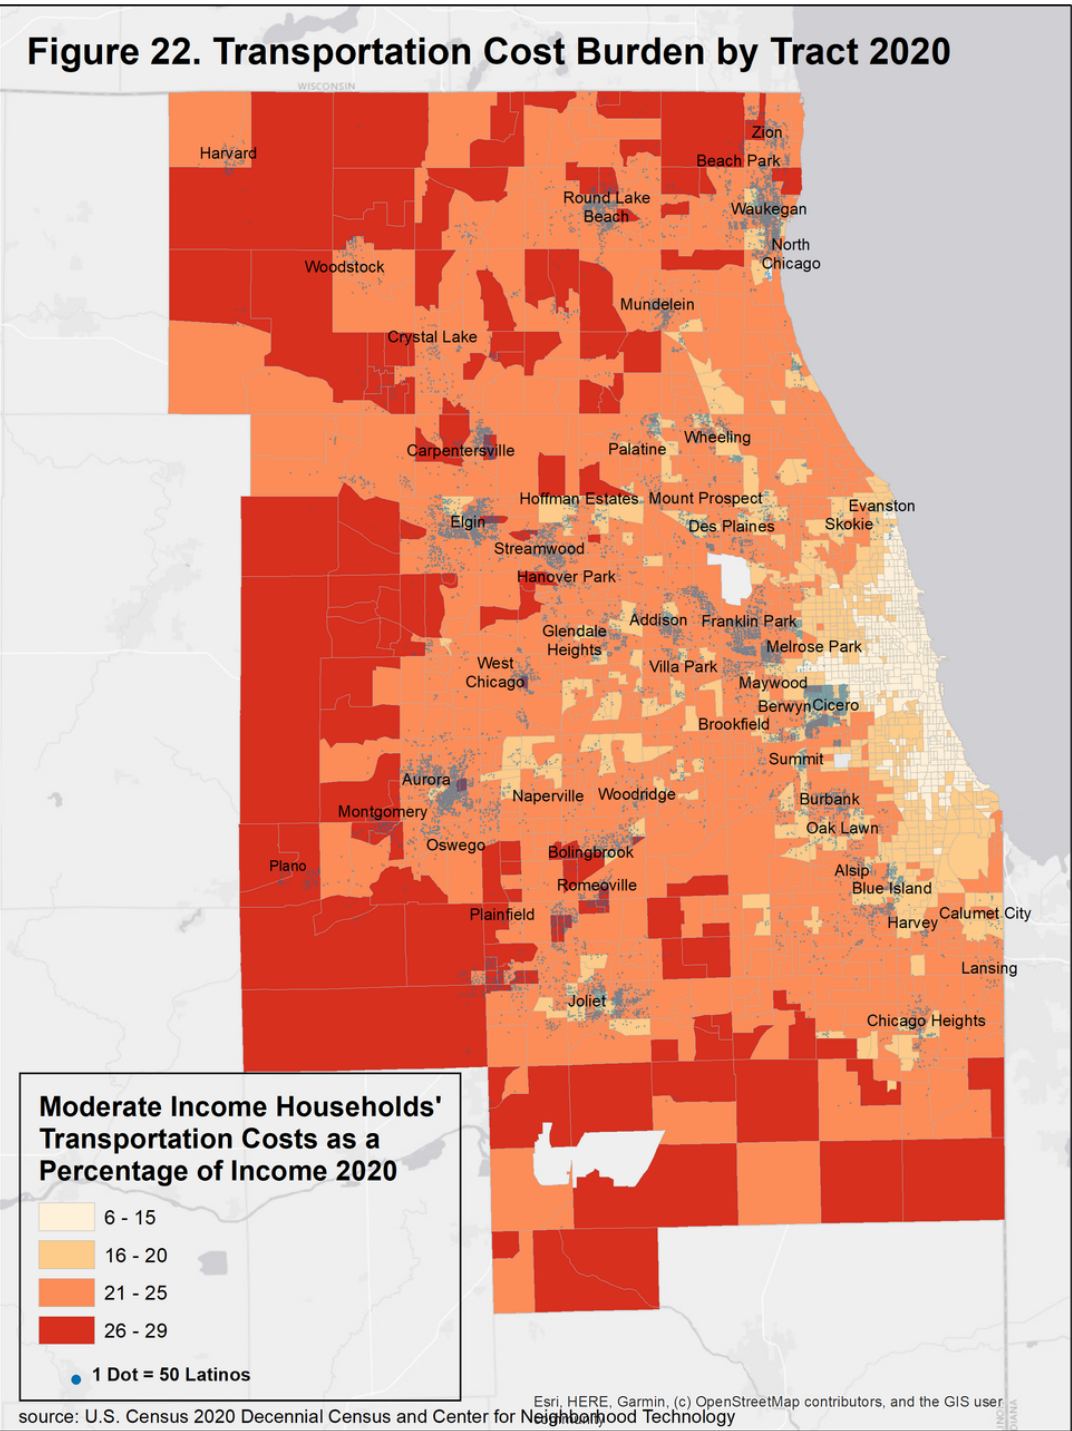 Figure 22. Transportation Cost Burden by Tract 2020
WISCONSIN
Zion
Harvard
Beach Park
Round Lake
Beach
Waukegan
North
Chicago
Woodstock
Mundelein
Crystal Lake
Wheeling
Carpentersville
Palatine
Hoffman Estates
Mount Prospect
Evanston
Elgin
Des Plaines
Skokie
Streamwood
Hanover Park
Addison
Franklin Park
Glendale
Heights
Melrose Park
West
Chicago
Villa Park
Maywood
Berwyn
Cicero
Brookfield
Summit
Aurora
Naperville
Woodridge
Burbank
Montgomery
Oak Lawn
Oswego
Bolingbrook
Plano
Alsip
Romeoville
Blue Island
Plainfield
Calumet City
Harvey
Lansing
Joliet
Chicago Heights
Moderate Income Households'
Transportation Costs as a
Percentage of Income 2020
6 - 15
16 - 20
21 - 25
26 - 29
1 Dot = 50 Latinos
Esri, HERE, Garmin, (c) OpenStreetMap contributors, and the GIS user
community
source: U.S. Census 2020 Decennial Census and Center for Neighborhood Technology